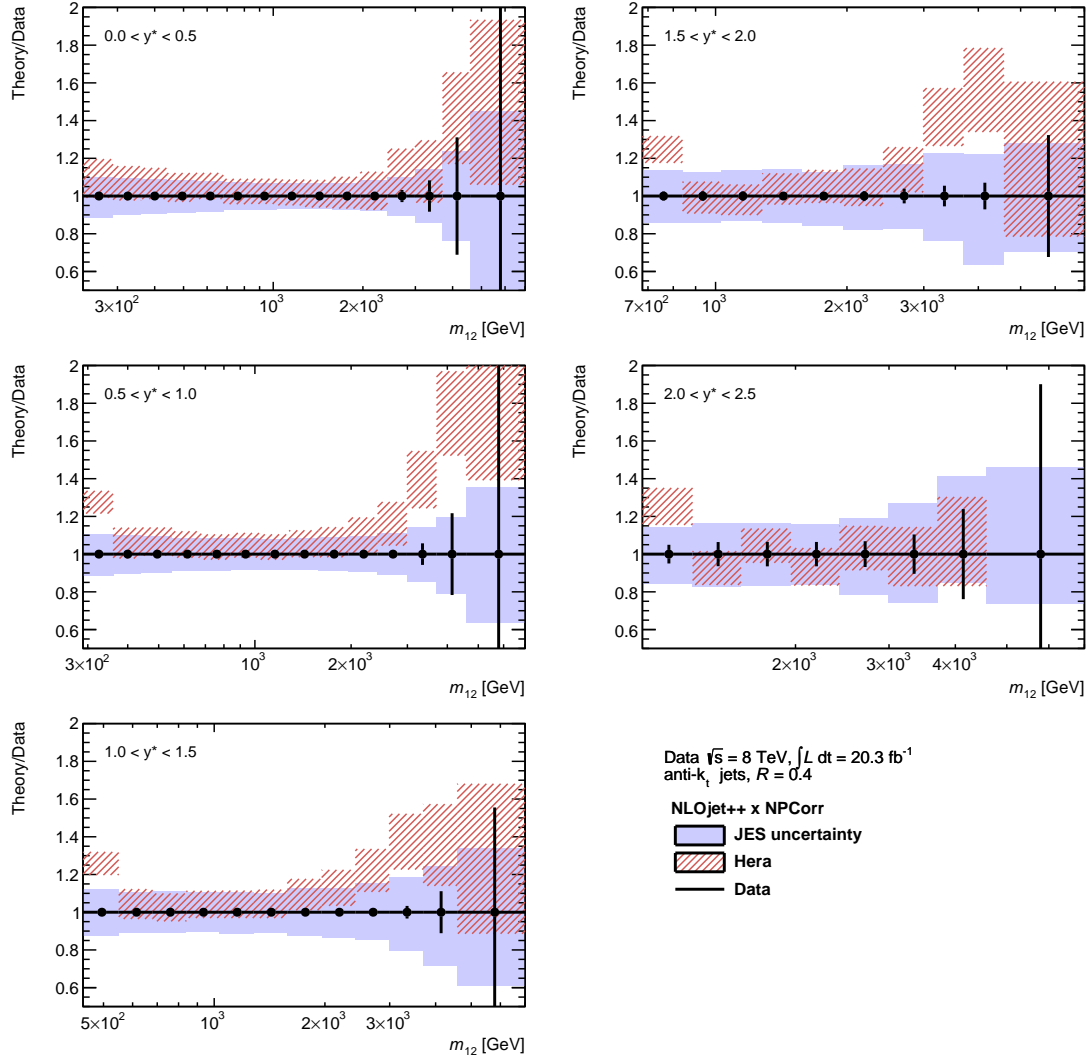 Theory/Data
0.0 < y* < 0.5
2
1.8
1.6
1.4
1.2
1
0.8
0.6
3×10²
10³
2×10³
m₁₂ [GeV]
Theory/Data
1.5 < y* < 2.0
2
1.8
1.6
1.4
1.2
1
0.8
0.6
7×10²
10³
2×10³
3×10³
m₁₂ [GeV]
Theory/Data
0.5 < y* < 1.0
2
1.8
1.6
1.4
1.2
1
0.8
0.6
3×10²
10³
2×10³
m₁₂ [GeV]
Theory/Data
2.0 < y* < 2.5
2
1.8
1.6
1.4
1.2
1
0.8
0.6
2×10³
3×10³
4×10³
m₁₂ [GeV]
Theory/Data
1.0 < y* < 1.5
2
1.8
1.6
1.4
1.2
1
0.8
0.6
5×10²
10³
2×10³
3×10³
m₁₂ [GeV]
Data √s = 8 TeV, ∫L dt = 20.3 fb⁻¹
anti-kₜ jets, R = 0.4
NLOjet++ x NPCorr
JES uncertainty
Hera
Data